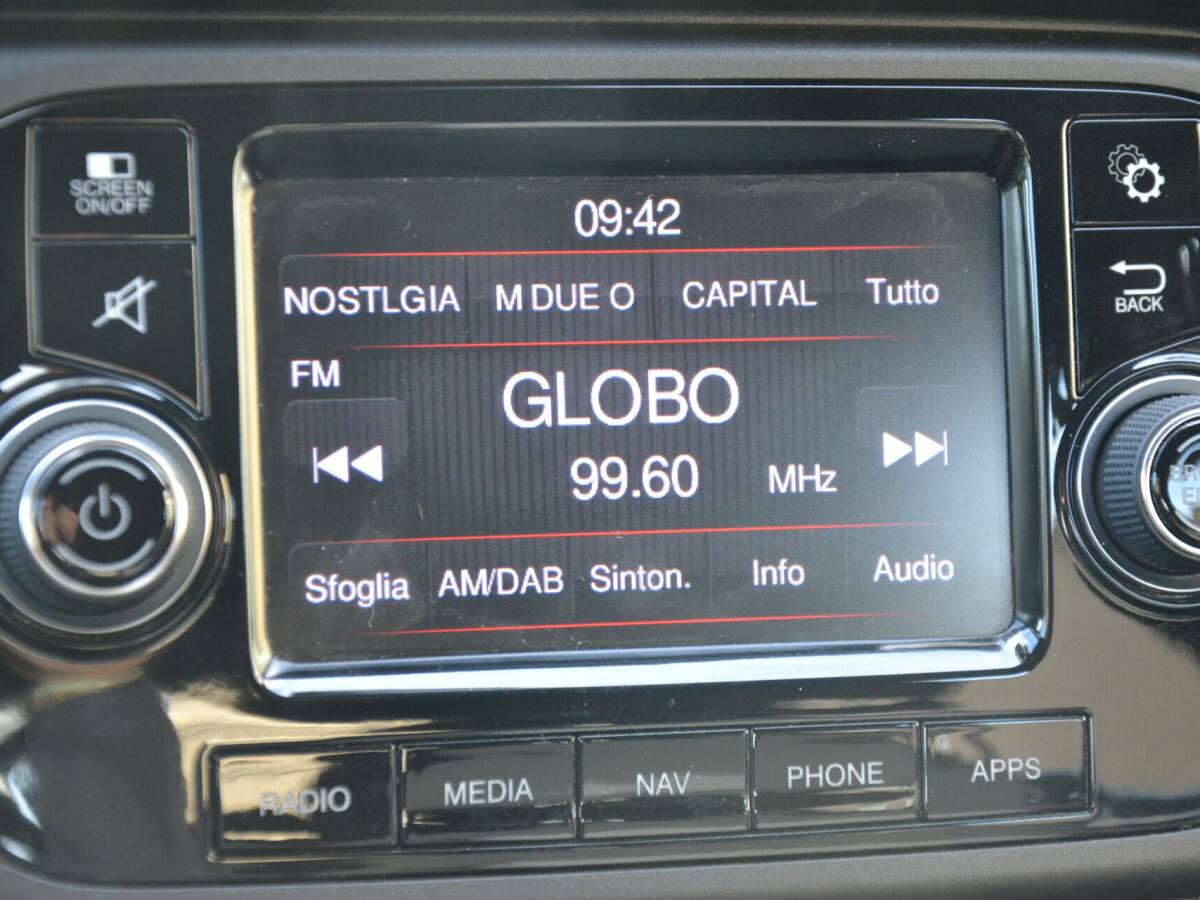 SCREEN
ON/OFF
09:42
NOSTLGIA M DUE O CAPITAL Tutto
FM
GLOBO
99.60 MHz
Sfoglia AM/DAB Sinton. Info Audio
BACK
RADIO MEDIA NAV PHONE APPS